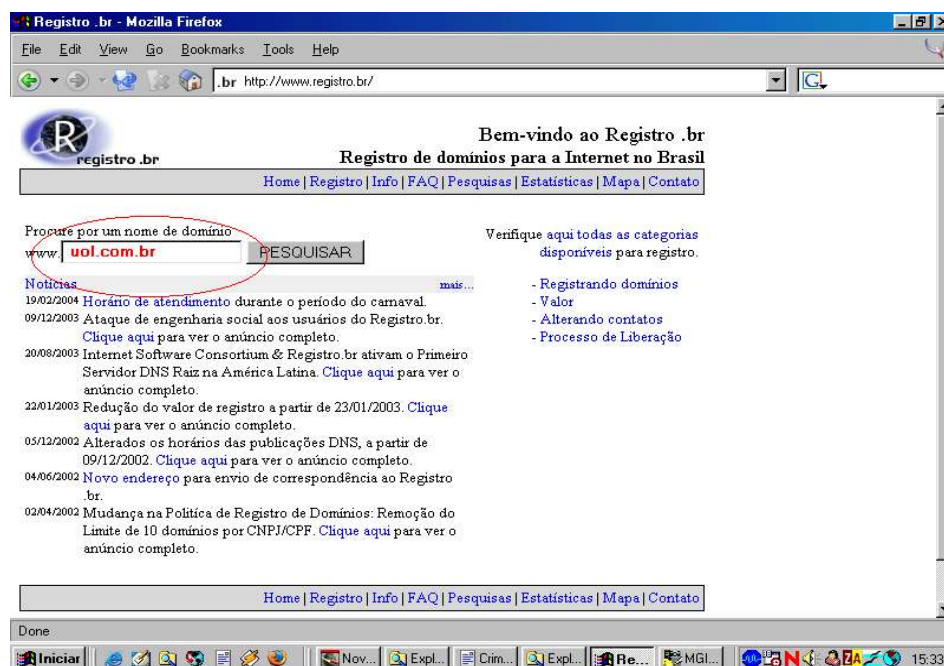 Registro .br - Mozilla Firefox
File Edit View Go Bookmarks Tools Help
.br http://www.registro.br/ G
R
registro .br
Bem-vindo ao Registro .br
Registro de domínios para a Internet no Brasil
Home | Registro | Info | FAQ | Pesquisas | Estatísticas | Mapa | Contato
Procure por um nome de domínio
www. uol.com.br PESQUISAR
Verifique aqui todas as categorias
disponíveis para registro.
Notícias mais...
19/02/2004 Horário de atendimento durante o período do carnaval.
09/12/2003 Ataque de engenharia social aos usuários do Registro.br.
Clique aqui para ver o anúncio completo.
20/08/2003 Internet Software Consortium & Registro.br ativam o Primeiro
Servidor DNS Raiz na América Latina. Clique aqui para ver o
anúncio completo.
22/01/2003 Redução do valor de registro a partir de 23/01/2003. Clique
aqui para ver o anúncio completo.
05/12/2002 Alterados os horários das publicações DNS, a partir de
09/12/2002. Clique aqui para ver o anúncio completo.
04/06/2002 Novo endereço para envio de correspondência ao Registro
.br.
02/04/2002 Mudança na Política de Registro de Domínios: Remoção do
Limite de 10 domínios por CNPJ/CPF. Clique aqui para ver o
anúncio completo.
- Registrando domínios
- Valor
- Alterando contatos
- Processo de Liberação
Home | Registro | Info | FAQ | Pesquisas | Estatísticas | Mapa | Contato
Done
Iniciar Nov... Expl... Crim... Expl... Re... MGI... N ZA 15:33